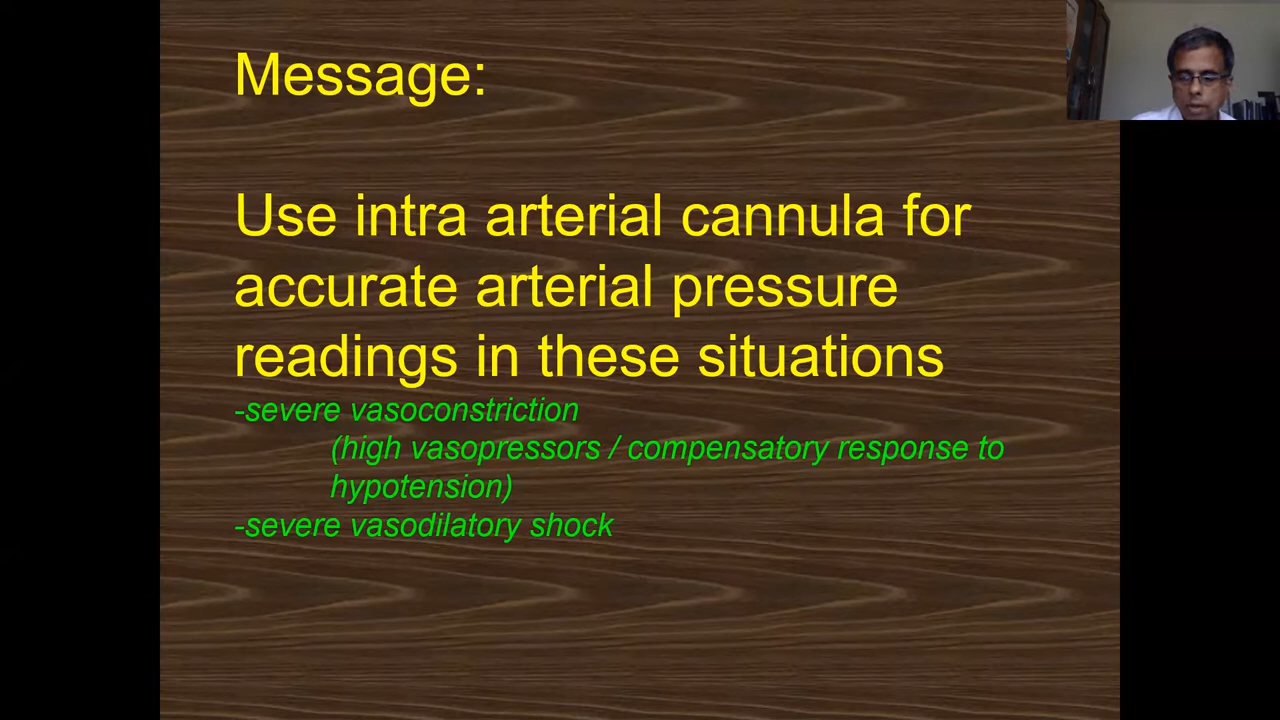 Message:
Use intra arterial cannula for
accurate arterial pressure
readings in these situations
-severe vasoconstriction
(high vasopressors / compensatory response to
hypotension)
-severe vasodilatory shock